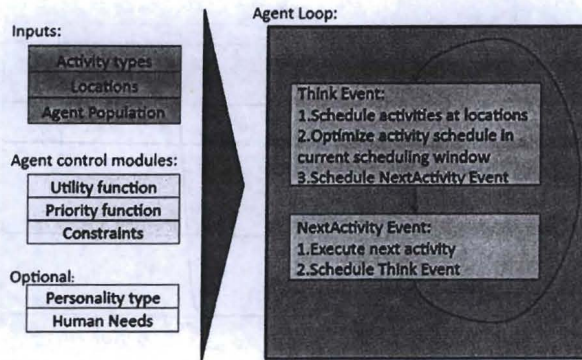 Inputs:
Activity types
Locations
Agent Population
Agent control modules:
Utility function
Priority function
Constraints
Optional:
Personality type
Human Needs
Agent Loop:
Think Event:
1.Schedule activities at locations
2.Optimize activity schedule in
current scheduling window
3.Schedule NextActivity Event
NextActivity Event:
1.Execute next activity
2.Schedule Think Event